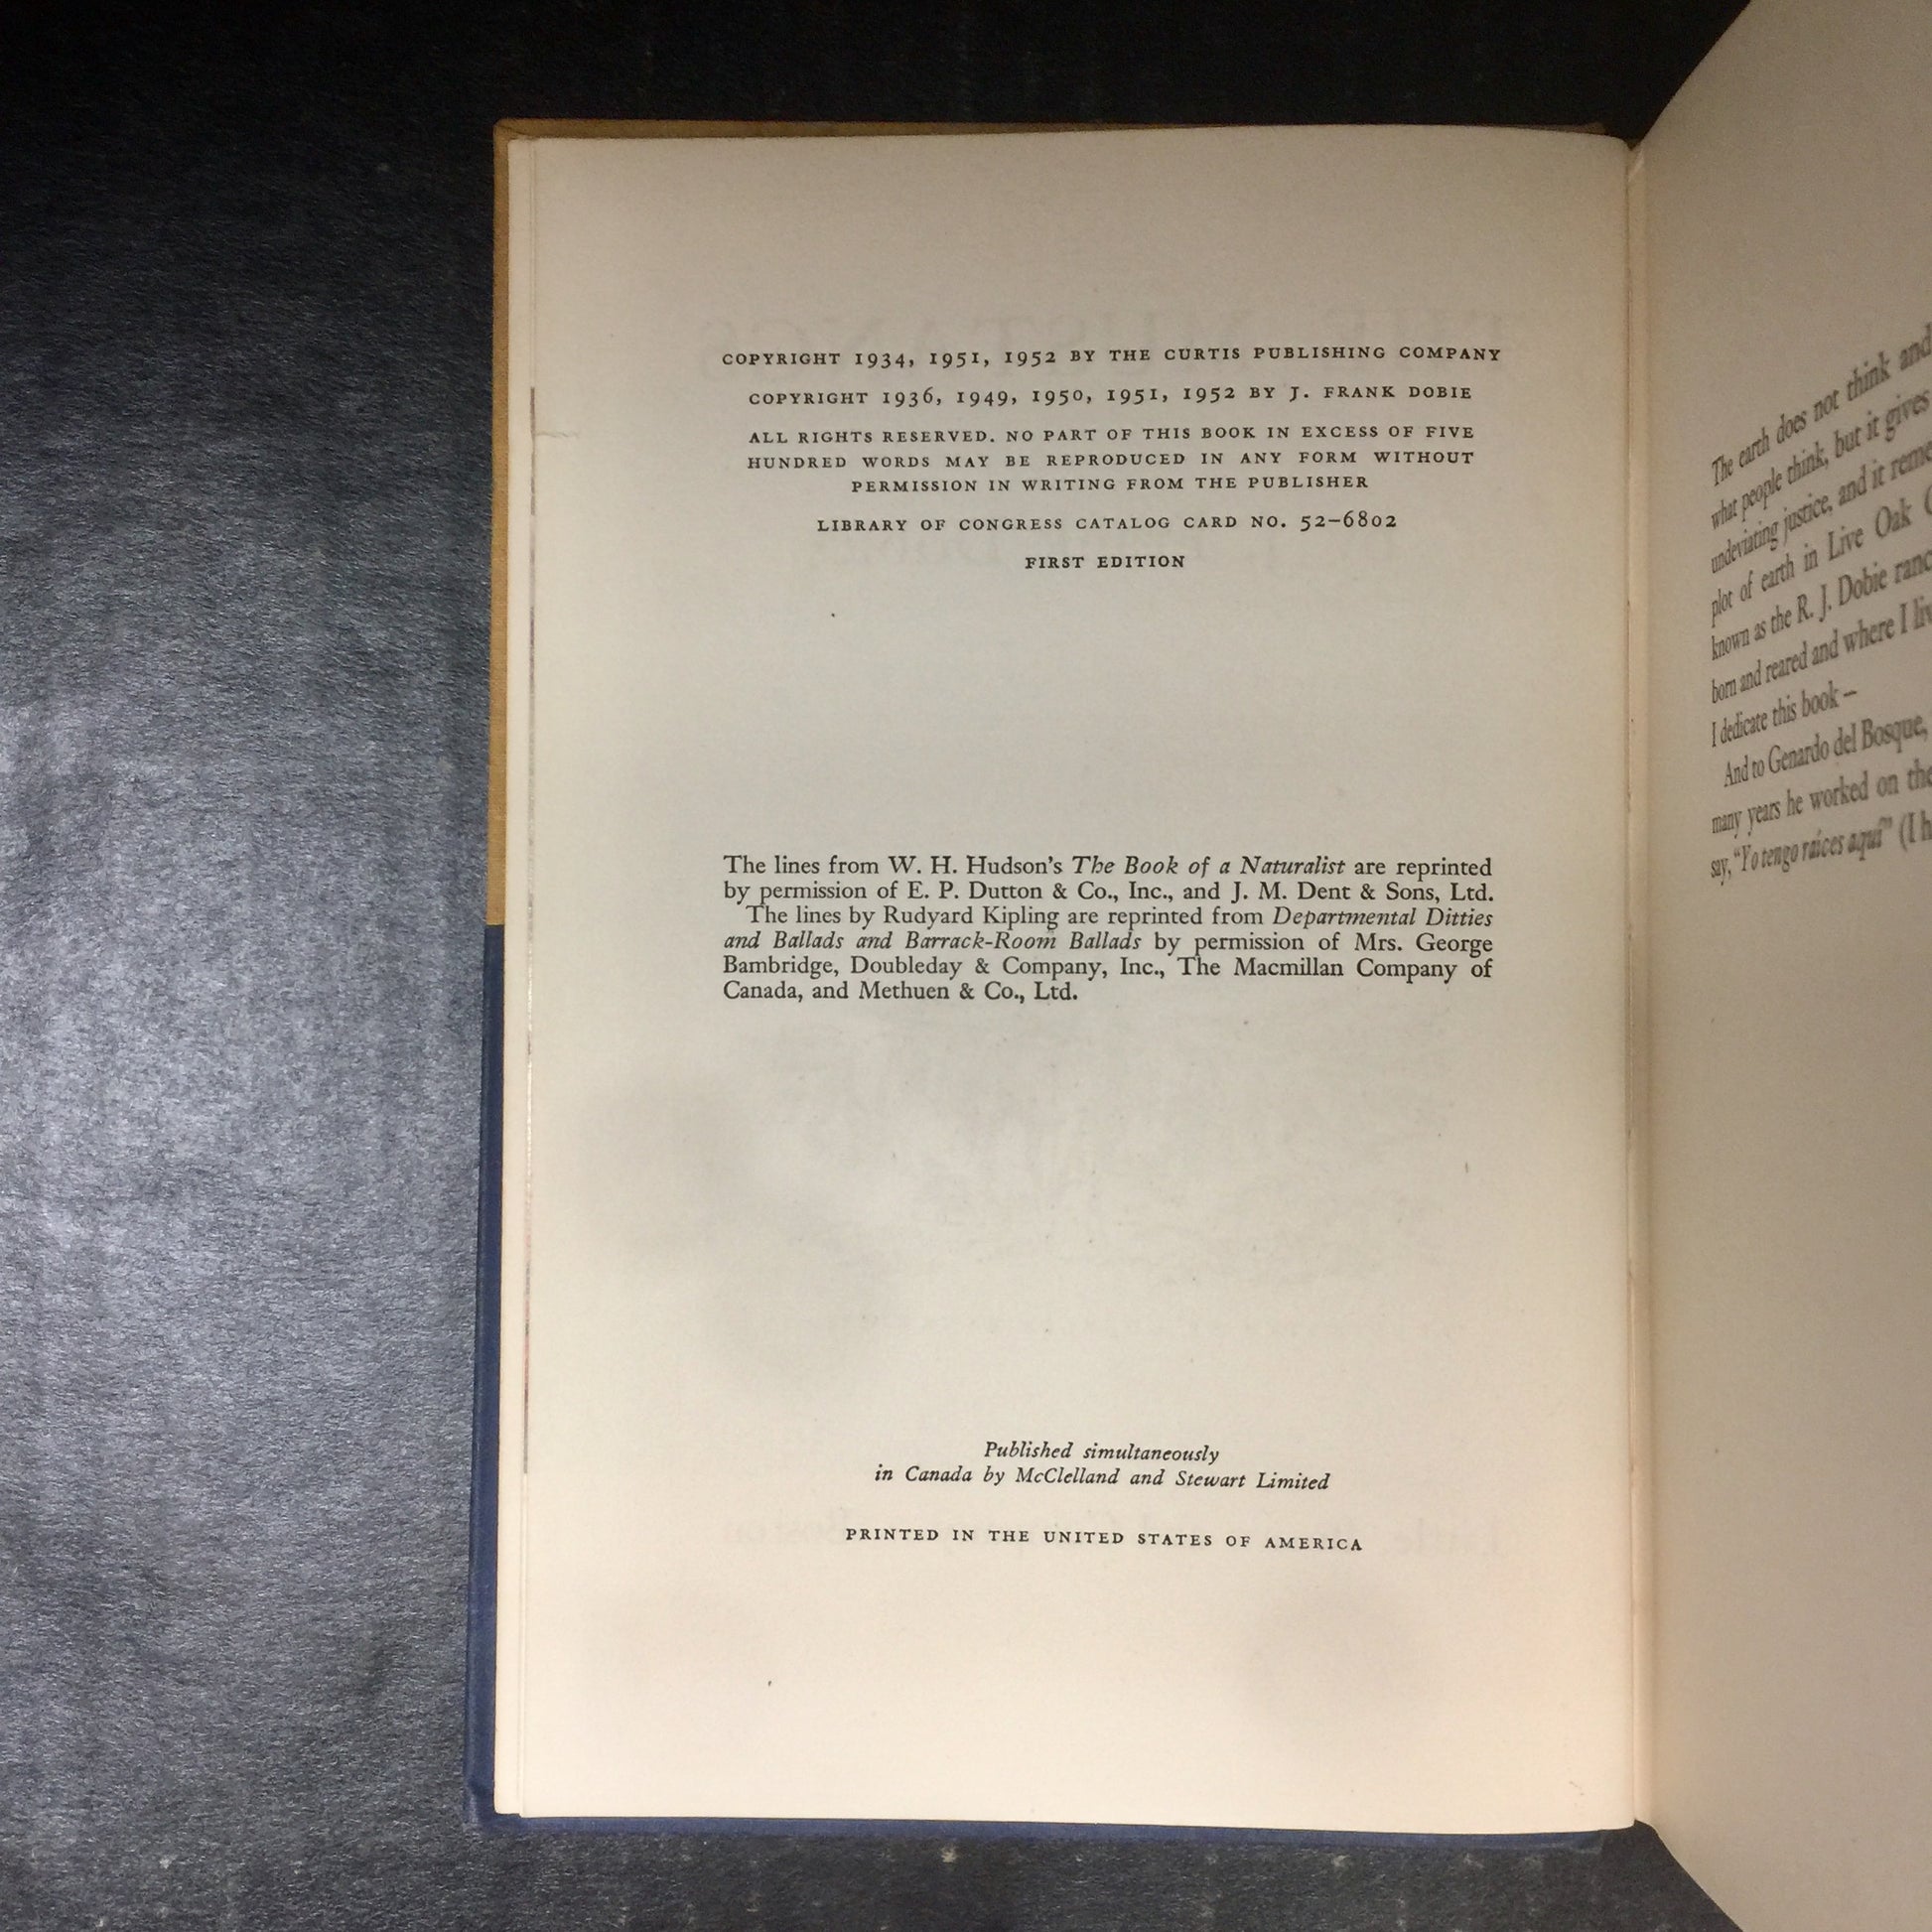 COPYRIGHT 1934, 1951, 1952 BY THE CURTIS PUBLISHING COMPANY
COPYRIGHT 1936, 1949, 1950, 1951, 1952 BY J. FRANK DOBIE
ALL RIGHTS RESERVED. NO PART OF THIS BOOK IN EXCESS OF FIVE
HUNDRED WORDS MAY BE REPRODUCED IN ANY FORM WITHOUT
PERMISSION IN WRITING FROM THE PUBLISHER
LIBRARY OF CONGRESS CATALOG CARD NO. 52–6802
FIRST EDITION
The lines from W. H. Hudson's The Book of a Naturalist are reprinted
by permission of E. P. Dutton & Co., Inc., and J. M. Dent & Sons, Ltd.
The lines by Rudyard Kipling are reprinted from Departmental Ditties
and Ballads and Barrack-Room Ballads by permission of Mrs. George
Bambridge, Doubleday & Company, Inc., The Macmillan Company of
Canada, and Methuen & Co., Ltd.
Published simultaneously
in Canada by McClelland and Stewart Limited
PRINTED IN THE UNITED STATES OF AMERICA
The earth does not think and
what people think, but it gives
undeviating justice, and it
plot of earth in Live Oak
known as the R. J. Dobie
born and reared and where I
I dedicate this book –
And to Genardo del Bosque,
many years he worked on the
say, "Yo tengo raíces aquí" (I